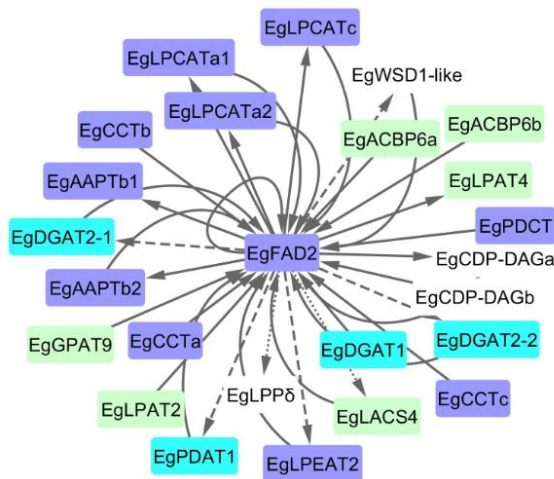 EgLPCATc
EgLPCATa1
EgWSD1-like
EgLPCATa2
EgACBP6b
EgCCTb
EgACBP6a
EgAAPTb1
EgLPAT4
EgPDCT
EgDGAT2-1
EgFAD2
EgCDP-DAGa
EgAAPTb2
EgCDP-DAGb
EgGPAT9
EgCCTa
EgDGAT1
EgDGAT2-2
EgLPPδ
EgCCTc
EgLPAT2
EgLACS4
EgPDAT1
EgLPEAT2